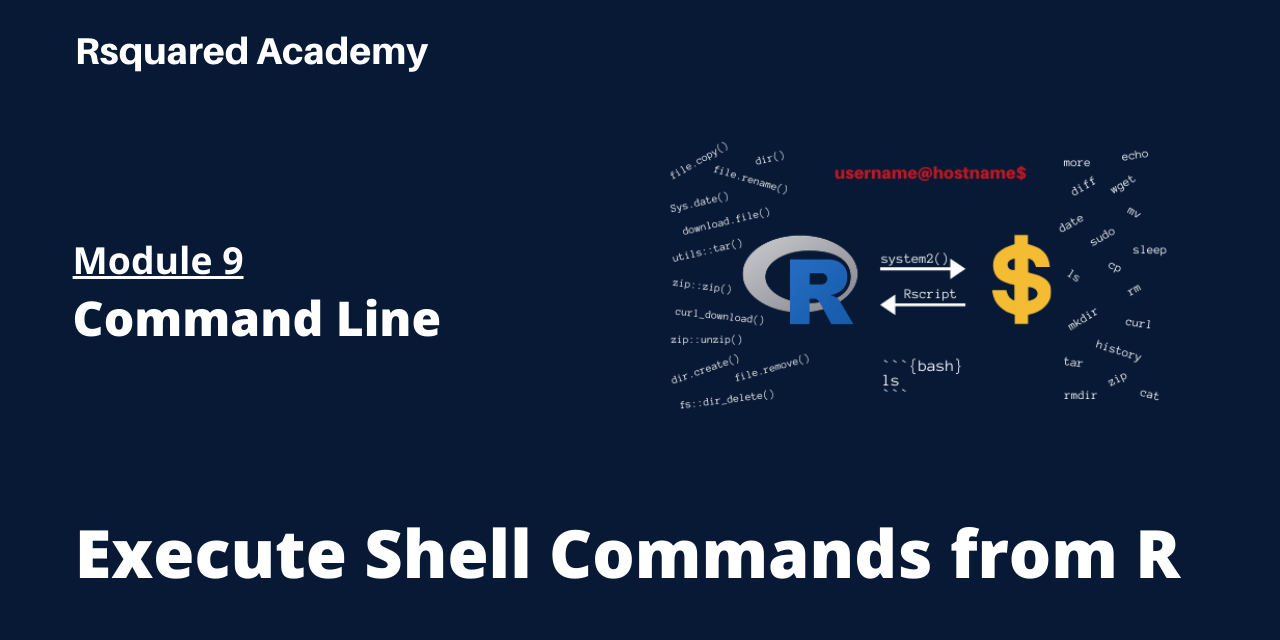 Rsquared Academy
Module 9
Command Line
file.copy()
dir()
file.rename()
Sys.date()
download.file()
utils::tar()
zip::zip()
curl_download()
zip::unzip()
dir.create()
file.remove()
fs::dir_delete()
username@hostname$
R
system2()
Rscript
$
```{bash}
ls
```
more
echo
diff
wget
date
mv
sudo
sleep
ls
cp
rm
mkdir
curl
history
tar
zip
rmdir
cat
Execute Shell Commands from R